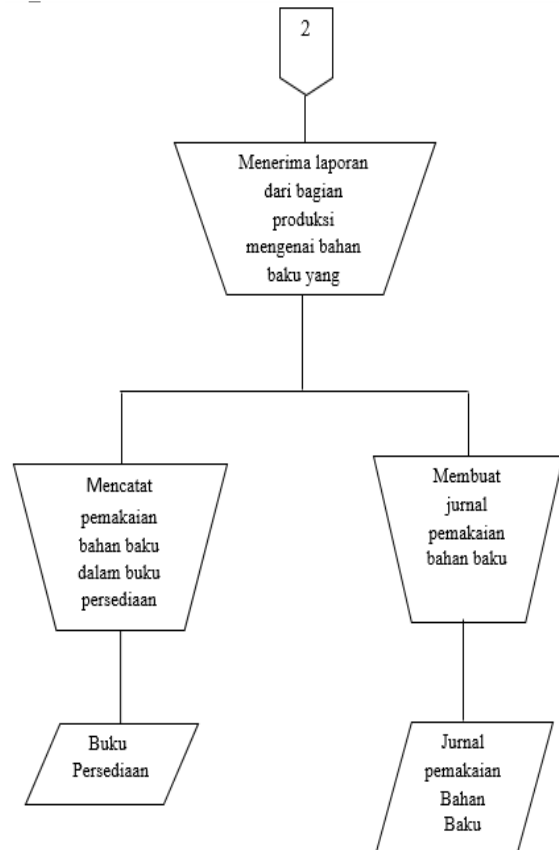 2
Menerima laporan
dari bagian
produksi
mengenai bahan
baku yang
Mencatat
pemakaian
bahan baku
dalam buku
persediaan
Membuat
jurnal
pemakaian
bahan baku
Buku
Persediaan
Jurnal
pemakaian
Bahan
Baku